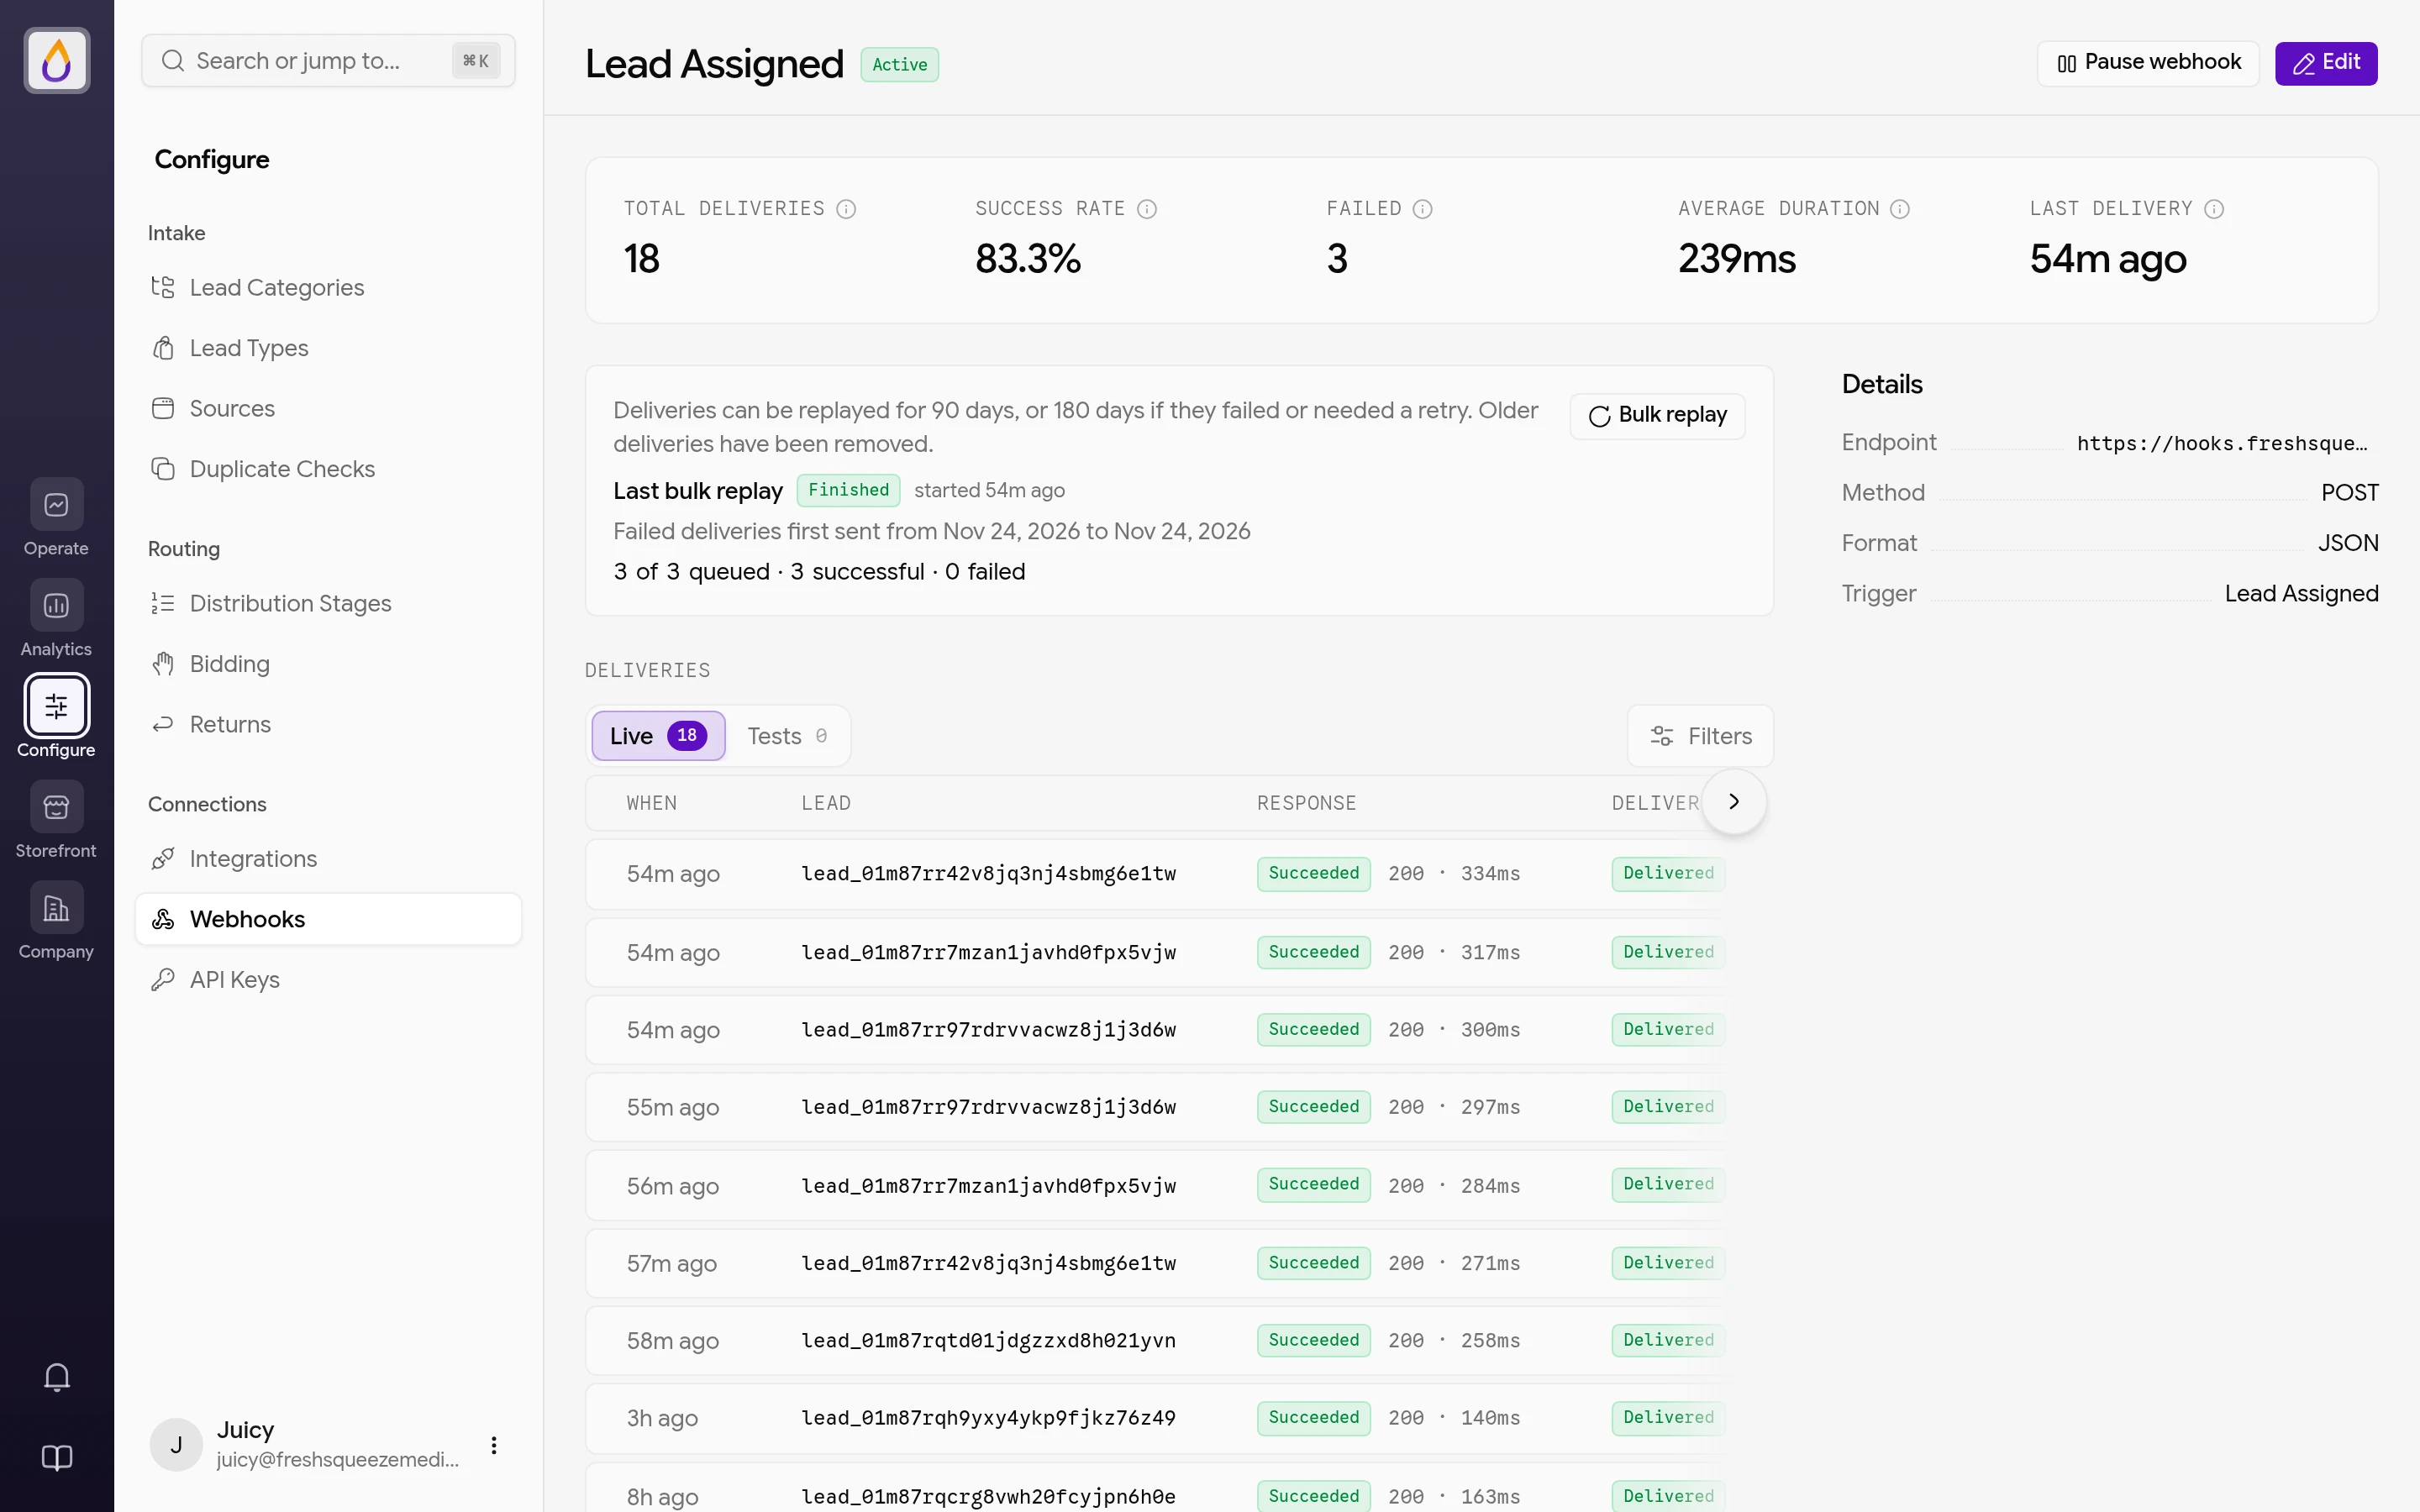 Search or jump to...
⌘K
Configure
Intake
Lead Categories
Lead Types
Sources
Duplicate Checks
Routing
Distribution Stages
Bidding
Returns
Connections
Integrations
Webhooks
API Keys
Operate
Analytics
Configure
Storefront
Company
J
Juicy
juicy@freshsqueezemedi...
Lead Assigned
Active
Pause webhook
Edit
TOTAL DELIVERIES
18
SUCCESS RATE
83.3%
FAILED
3
AVERAGE DURATION
239ms
LAST DELIVERY
54m ago
Deliveries can be replayed for 90 days, or 180 days if they failed or needed a retry. Older
deliveries have been removed.
Bulk replay
Last bulk replay Finished started 54m ago
Failed deliveries first sent from Nov 24, 2026 to Nov 24, 2026
3 of 3 queued · 3 successful · 0 failed
Details
Endpoint https://hooks.freshsque…
Method POST
Format JSON
Trigger Lead Assigned
DELIVERIES
Live 18 Tests 0
Filters
WHEN LEAD RESPONSE DELIVER
54m ago lead_01m87rr42v8jq3nj4sbmg6e1tw Succeeded 200 · 334ms Delivered
54m ago lead_01m87rr7mzan1javhd0fpx5vjw Succeeded 200 · 317ms Delivered
54m ago lead_01m87rr97rdrvvacwz8j1j3d6w Succeeded 200 · 300ms Delivered
55m ago lead_01m87rr97rdrvvacwz8j1j3d6w Succeeded 200 · 297ms Delivered
56m ago lead_01m87rr7mzan1javhd0fpx5vjw Succeeded 200 · 284ms Delivered
57m ago lead_01m87rr42v8jq3nj4sbmg6e1tw Succeeded 200 · 271ms Delivered
58m ago lead_01m87rqtd01jdgzzxd8h021yvn Succeeded 200 · 258ms Delivered
3h ago lead_01m87rqh9yxy4ykp9fjkz76z49 Succeeded 200 · 140ms Delivered
8h ago lead_01m87rqcrg8vwh20fcyjpn6h0e Succeeded 200 · 163ms Delivered